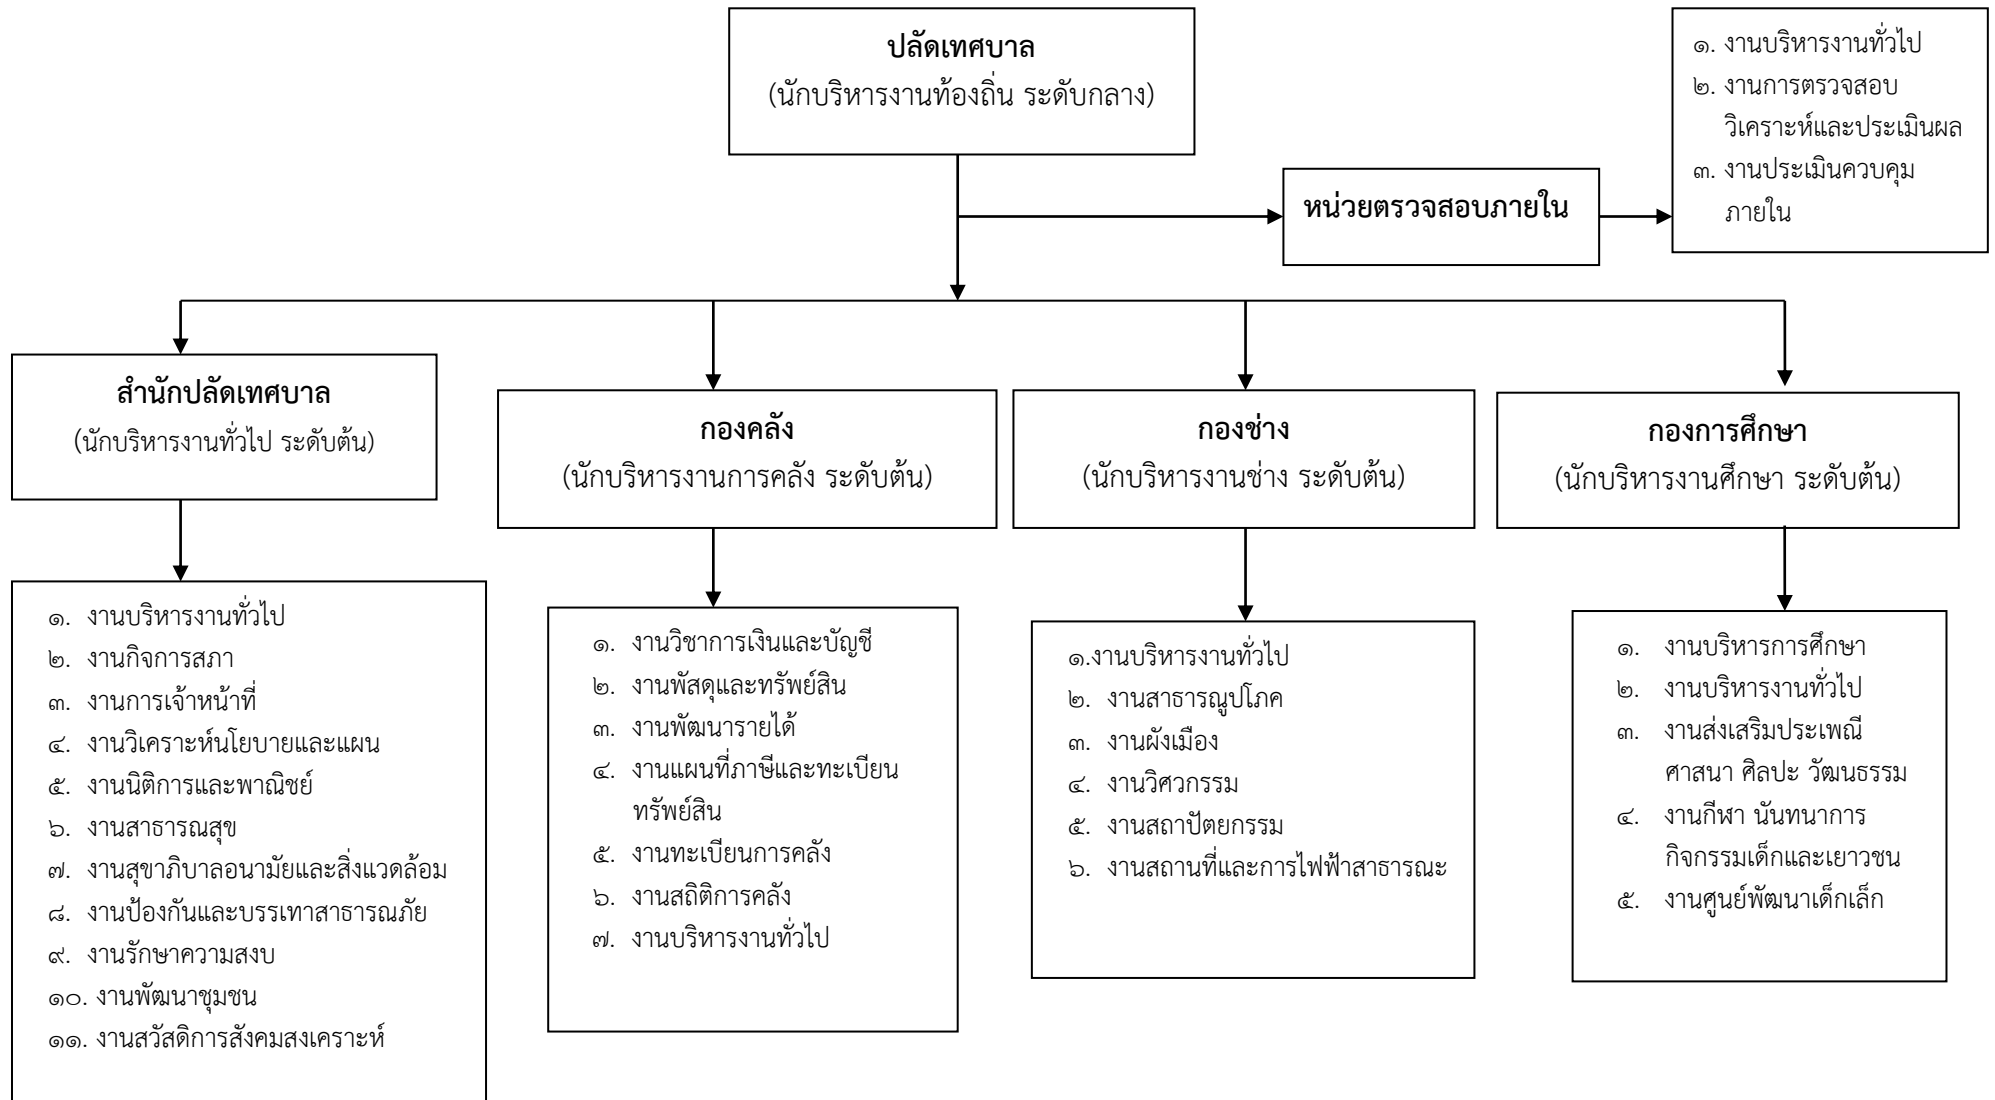 ปลัดเทศบาล
(นักบริหารงานท้องถิ่น ระดับกลาง)
๑. งานบริหารงานทั่วไป
๒. งานการตรวจสอบ
วิเคราะห์และประเมินผล
๓. งานประเมินควบคุม
ภายใน
หน่วยตรวจสอบภายใน
สำนักปลัดเทศบาล
(นักบริหารงานทั่วไป ระดับต้น)
กองคลัง
(นักบริหารงานการคลัง ระดับต้น)
กองช่าง
(นักบริหารงานช่าง ระดับต้น)
กองการศึกษา
(นักบริหารงานศึกษา ระดับต้น)
๑. งานบริหารงานทั่วไป
๒. งานกิจการสภา
๓. งานการเจ้าหน้าที่
๔. งานวิเคราะห์นโยบายและแผน
๕. งานนิติการและพาณิชย์
๖. งานสาธารณสุข
๗. งานสุขาภิบาลอนามัยและสิ่งแวดล้อม
๘. งานป้องกันและบรรเทาสาธารณภัย
๙. งานรักษาความสงบ
๑๐. งานพัฒนาชุมชน
๑๑. งานสวัสดิการสังคมสงเคราะห์
๑. งานวิชาการเงินและบัญชี
๒. งานพัสดุและทรัพย์สิน
๓. งานพัฒนารายได้
๔. งานแผนที่ภาษีและทะเบียน
ทรัพย์สิน
๕. งานทะเบียนการคลัง
๖. งานสถิติการคลัง
๗. งานบริหารงานทั่วไป
๑.งานบริหารงานทั่วไป
๒. งานสาธารณูปโภค
๓. งานผังเมือง
๔. งานวิศวกรรม
๕. งานสถาปัตยกรรม
๖. งานสถานที่และการไฟฟ้าสาธารณะ
๑. งานบริหารการศึกษา
๒. งานบริหารงานทั่วไป
๓. งานส่งเสริมประเพณี
ศาสนา ศิลปะ วัฒนธรรม
๔. งานกีฬา นันทนาการ
กิจกรรมเด็กและเยาวชน
๕. งานศูนย์พัฒนาเด็กเล็ก